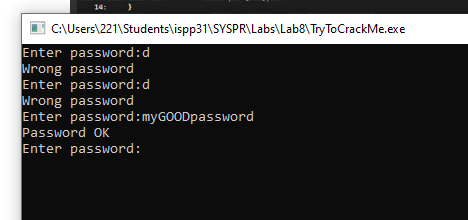 14: }
C:\Users\221\Students\ispp31\SYSPR\Labs\Lab8\TryToCrackMe.exe
Enter password:d
Wrong password
Enter password:d
Wrong password
Enter password:myGOODpassword
Password OK
Enter password: